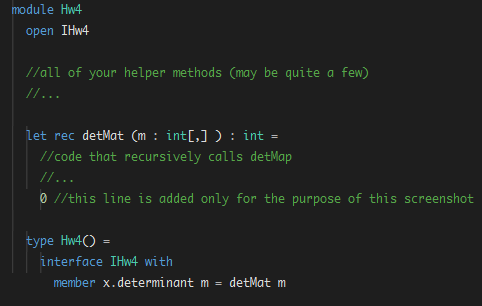 module Hw4
open IHw4
//all of your helper methods (may be quite a few)
//...
let rec detMat (m : int[,] ) : int =
//code that recursively calls detMap
//...
0 //this line is added only for the purpose of this screenshot
type Hw4() =
interface IHw4 with
member x.determinant m = detMat m